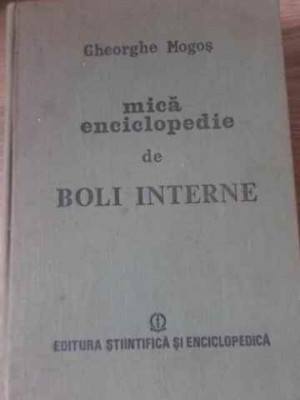 Gheorghe Mogoș
mică
enciclopedie
de
BOLI INTERNE
EDITURA ȘTIINȚIFICĂ ȘI ENCICLOPEDICĂ